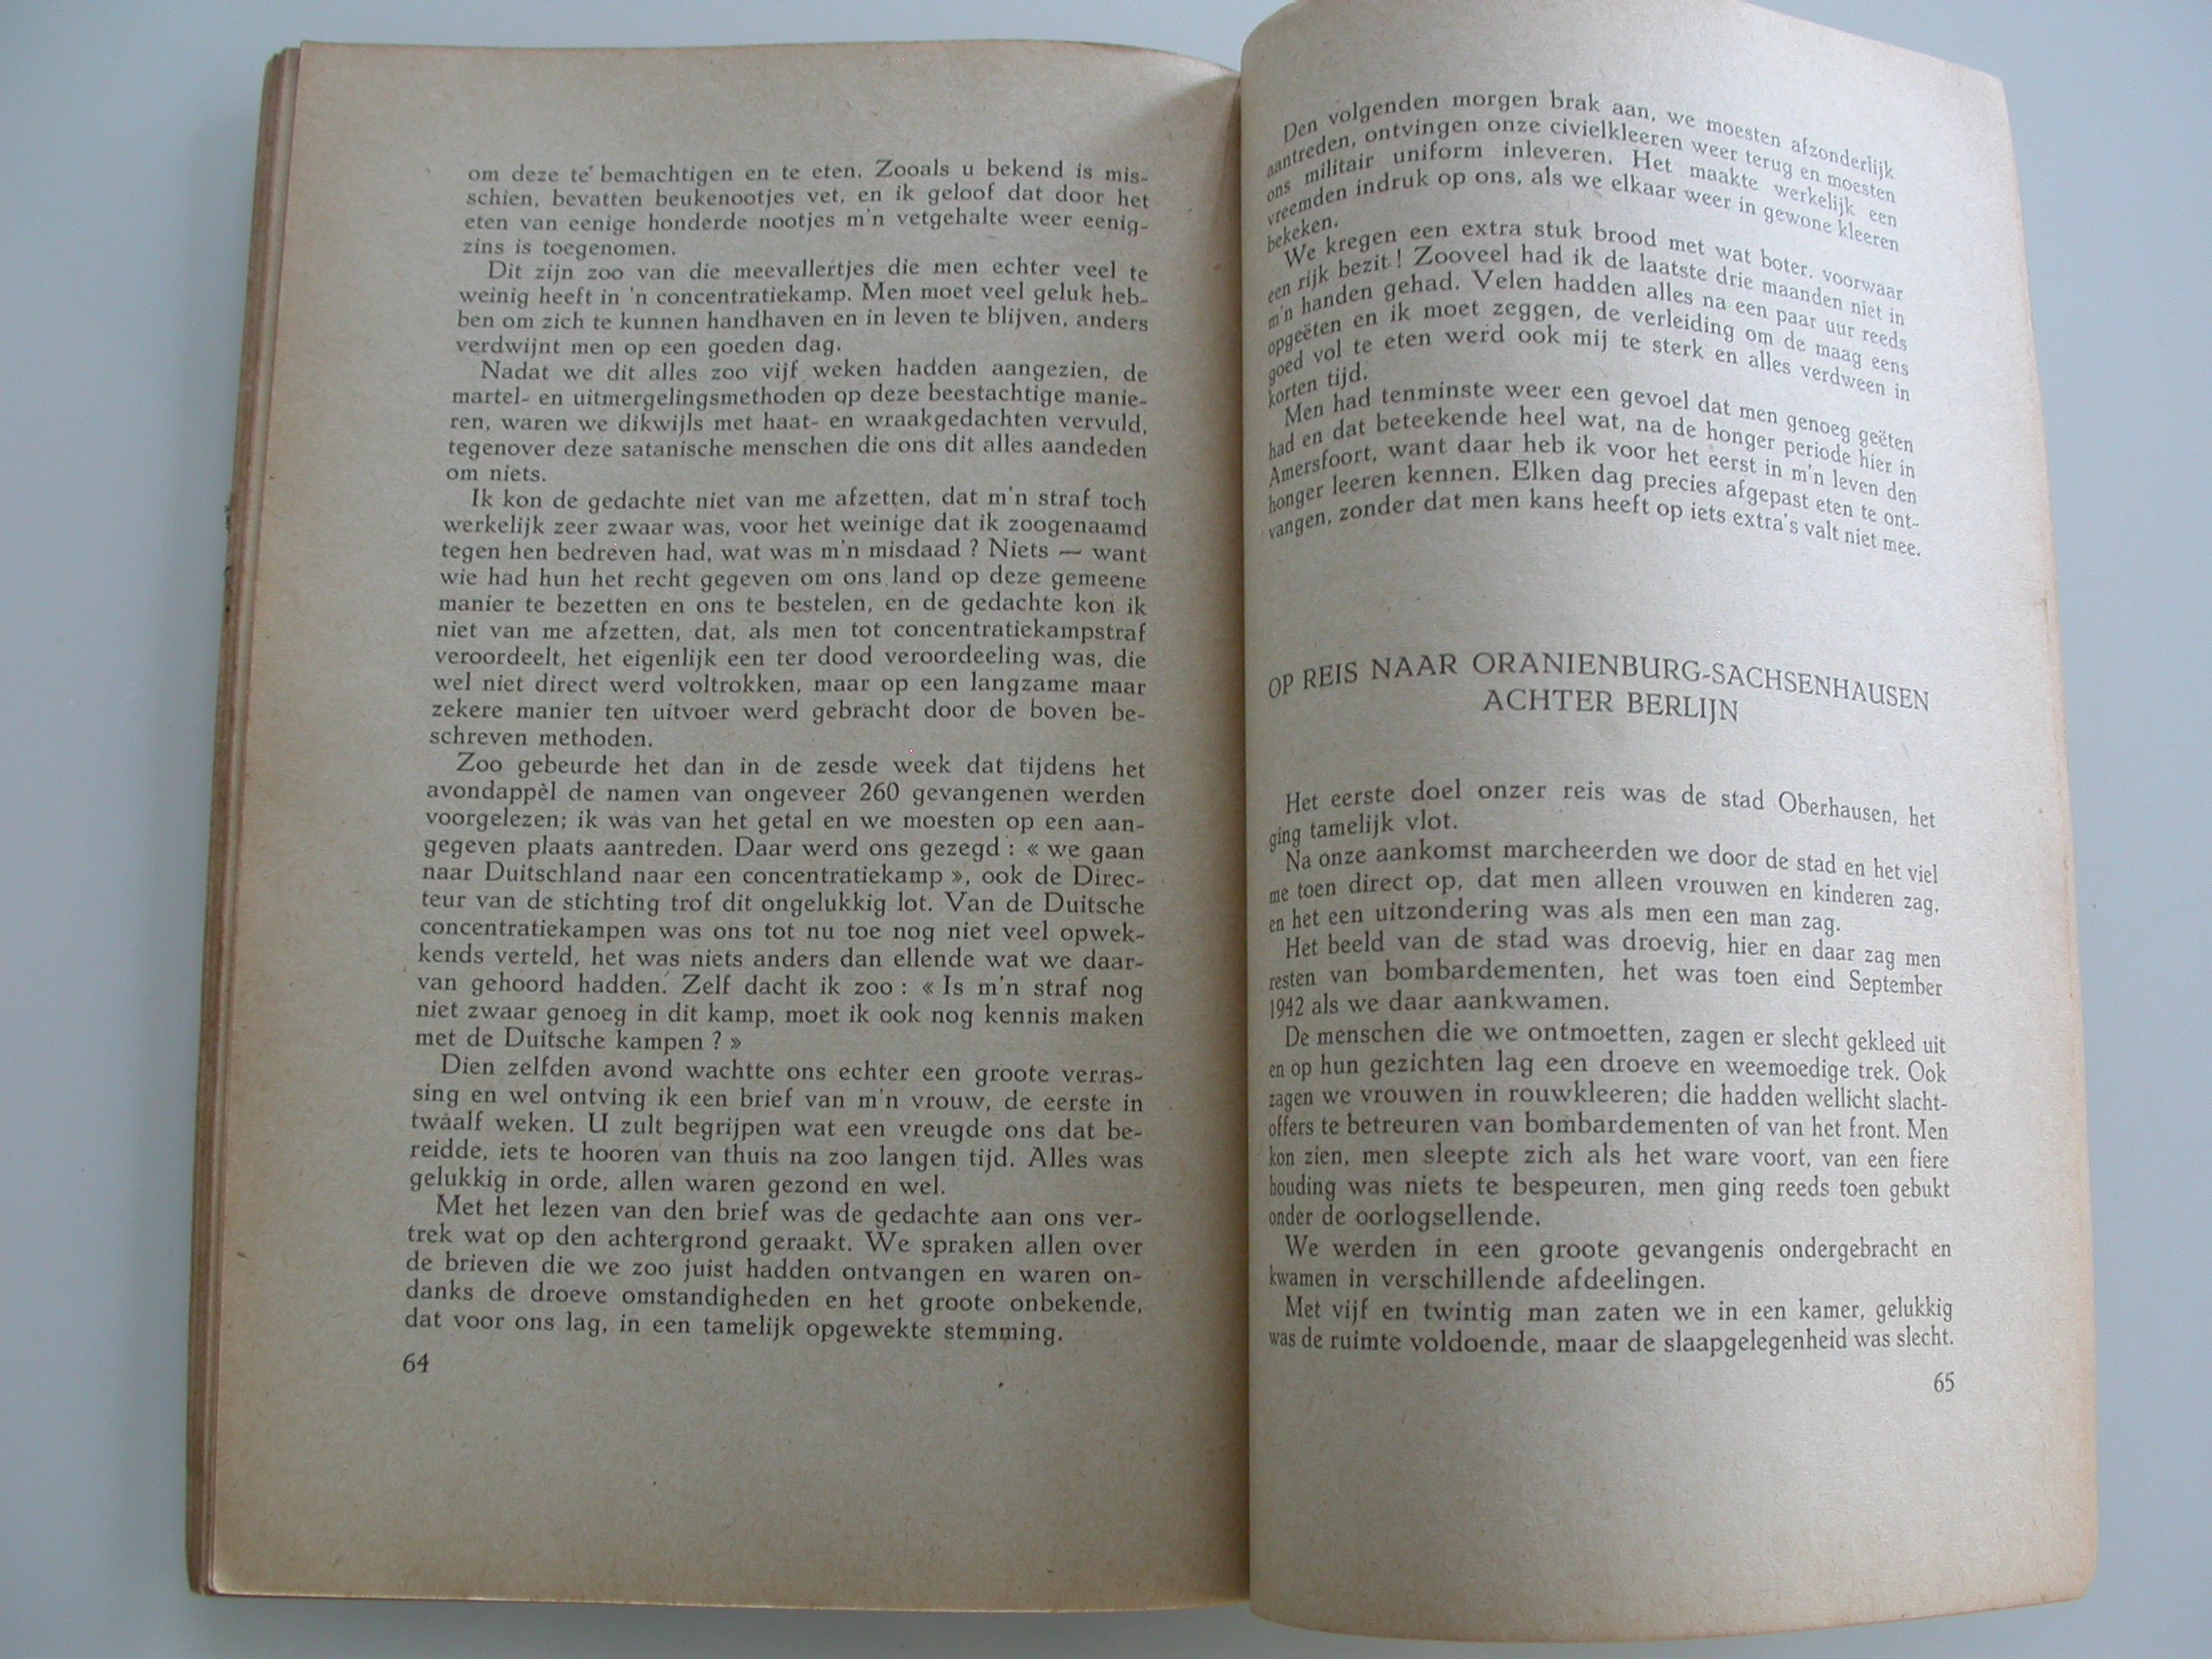 om deze te bemachtigen en te eten. Zooals u bekend is mis-
schien, bevatten beukenootjes vet, en ik geloof dat door het
eten van eenige honderde nootjes m'n vetgehalte weer eenig-
zins is toegenomen.
Dit zijn zoo van die meevallertjes die men echter veel te
weinig heeft in 'n concentratiekamp. Men moet veel geluk heb-
ben om zich te kunnen handhaven en in leven te blijven, anders
verdwijnt men op een goeden dag.
Nadat we dit alles zoo vijf weken hadden aangezien, de
martel- en uitmergelingsmethoden op deze beestachtige manie-
ren, waren we dikwijls met haat- en wraakgedachten vervuld,
tegenover deze satanische menschen die ons dit alles aandeden
om niets.
Ik kon de gedachte niet van me afzetten, dat m'n straf toch
werkelijk zeer zwaar was, voor het weinige dat ik zoogenaamd
tegen hen bedreven had, wat was m'n misdaad ? Niets — want
wie had hun het recht gegeven om ons land op deze gemeene
manier te bezetten en ons te bestelen, en de gedachte kon ik
niet van me afzetten, dat, als men tot concentratiekampstraf
veroordeelt, het eigenlijk een ter dood veroordeeling was, die
wel niet direct werd voltrokken, maar op een langzame maar
zekere manier ten uitvoer werd gebracht door de boven be-
schreven methoden.
Zoo gebeurde het dan in de zesde week dat tijdens het
avondappèl de namen van ongeveer 260 gevangenen werden
voorgelezen; ik was van het getal en we moesten op een aan-
gegeven plaats aantreden. Daar werd ons gezegd : « we gaan
naar Duitschland naar een concentratiekamp », ook de Direc-
teur van de stichting trof dit ongelukkig lot. Van de Duitsche
concentratiekampen was ons tot nu toe nog niet veel opwek-
kends verteld, het was niets anders dan ellende wat we daar-
van gehoord hadden. Zelf dacht ik zoo : « Is m'n straf nog
niet zwaar genoeg in dit kamp, moet ik ook nog kennis maken
met de Duitsche kampen ? »
Dien zelfden avond wachtte ons echter een groote verras-
sing en wel ontving ik een brief van m'n vrouw, de eerste in
twaalf weken. U zult begrijpen wat een vreugde ons dat be-
reidde, iets te hooren van thuis na zoo langen tijd. Alles was
gelukkig in orde, allen waren gezond en wel.
Met het lezen van den brief was de gedachte aan ons ver-
trek wat op den achtergrond geraakt. We spraken allen over
de brieven die we zoo juist hadden ontvangen en waren on-
danks de droeve omstandigheden en het groote onbekende,
dat voor ons lag, in een tamelijk opgewekte stemming.
64
Den volgenden morgen brak aan, we moesten afzonderlijk
aantreden, ontvingen onze civielkleeren weer terug en moesten
ons militair uniform inleveren. Het maakte werkelijk een
vreemden indruk op ons, als we elkaar weer in gewone kleeren
bekeken.
We kregen een extra stuk brood met wat boter, voorwaar
een rijk bezit ! Zooveel had ik de laatste drie maanden niet in
m'n handen gehad. Velen hadden alles na een paar uur reeds
opgeëten en ik moet zeggen, de verleiding om de maag eens
goed vol te eten werd ook mij te sterk en alles verdween in
korten tijd.
Men had tenminste weer een gevoel dat men genoeg geëten
had en dat beteekende heel wat, na de honger periode hier in
Amersfoort, want daar heb ik voor het eerst in m'n leven den
honger leeren kennen. Elken dag precies afgepast eten te ont-
vangen, zonder dat men kans heeft op iets extra's valt niet mee.
OP REIS NAAR ORANIENBURG-SACHSENHAUSEN
ACHTER BERLIJN
Het eerste doel onzer reis was de stad Oberhausen, het
ging tamelijk vlot.
Na onze aankomst marcheerden we door de stad en het viel
me toen direct op, dat men alleen vrouwen en kinderen zag,
en het een uitzondering was als men een man zag.
Het beeld van de stad was droevig, hier en daar zag men
resten van bombardementen, het was toen eind September
1942 als we daar aankwamen.
De menschen die we ontmoetten, zagen er slecht gekleed uit
en op hun gezichten lag een droeve en weemoedige trek. Ook
zagen we vrouwen in rouwkleeren; die hadden wellicht slacht-
offers te betreuren van bombardementen of van het front. Men
kon zien, men sleepte zich als het ware voort, van een fiere
houding was niets te bespeuren, men ging reeds toen gebukt
onder de oorlogsellende.
We werden in een groote gevangenis ondergebracht en
kwamen in verschillende afdeelingen.
Met vijf en twintig man zaten we in een kamer, gelukkig
was de ruimte voldoende, maar de slaapgelegenheid was slecht.
65